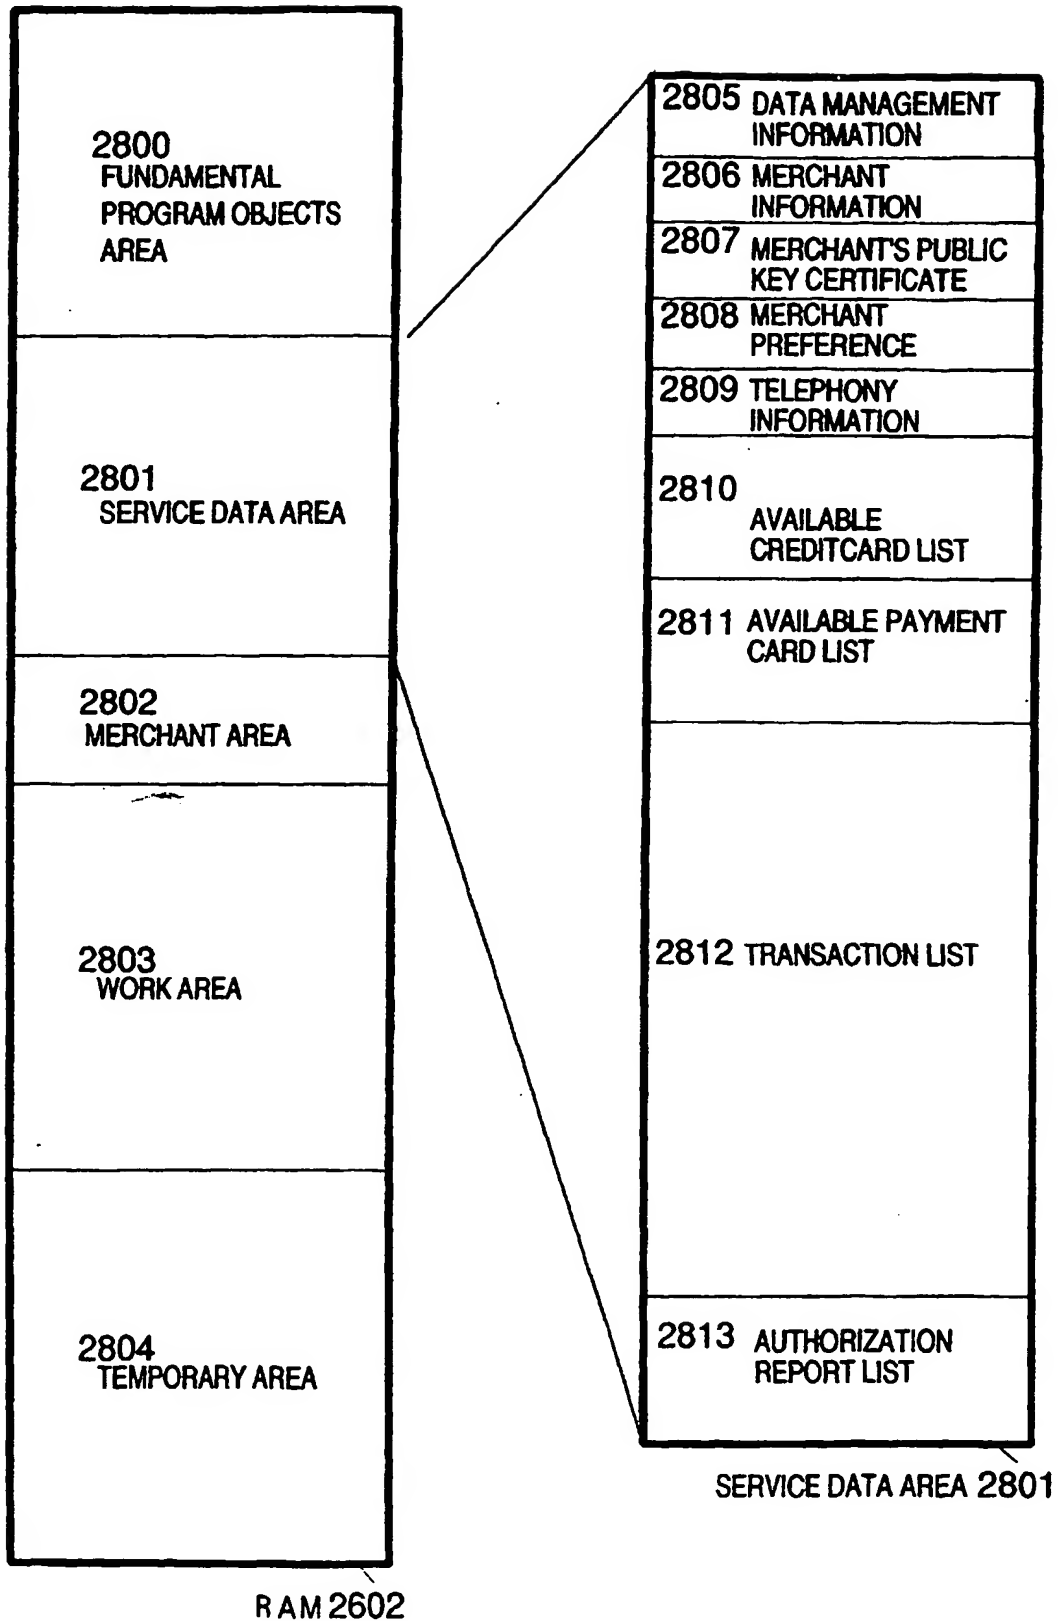 2800
FUNDAMENTAL
PROGRAM OBJECTS
AREA
2801
SERVICE DATA AREA
2802
MERCHANT AREA
2803
WORK AREA
2804
TEMPORARY AREA
RAM 2602
2805 DATA MANAGEMENT
INFORMATION
2806 MERCHANT
INFORMATION
2807 MERCHANT'S PUBLIC
KEY CERTIFICATE
2808 MERCHANT
PREFERENCE
2809 TELEPHONY
INFORMATION
2810
AVAILABLE
CREDITCARD LIST
2811 AVAILABLE PAYMENT
CARD LIST
2812 TRANSACTION LIST
2813 AUTHORIZATION
REPORT LIST
SERVICE DATA AREA 2801